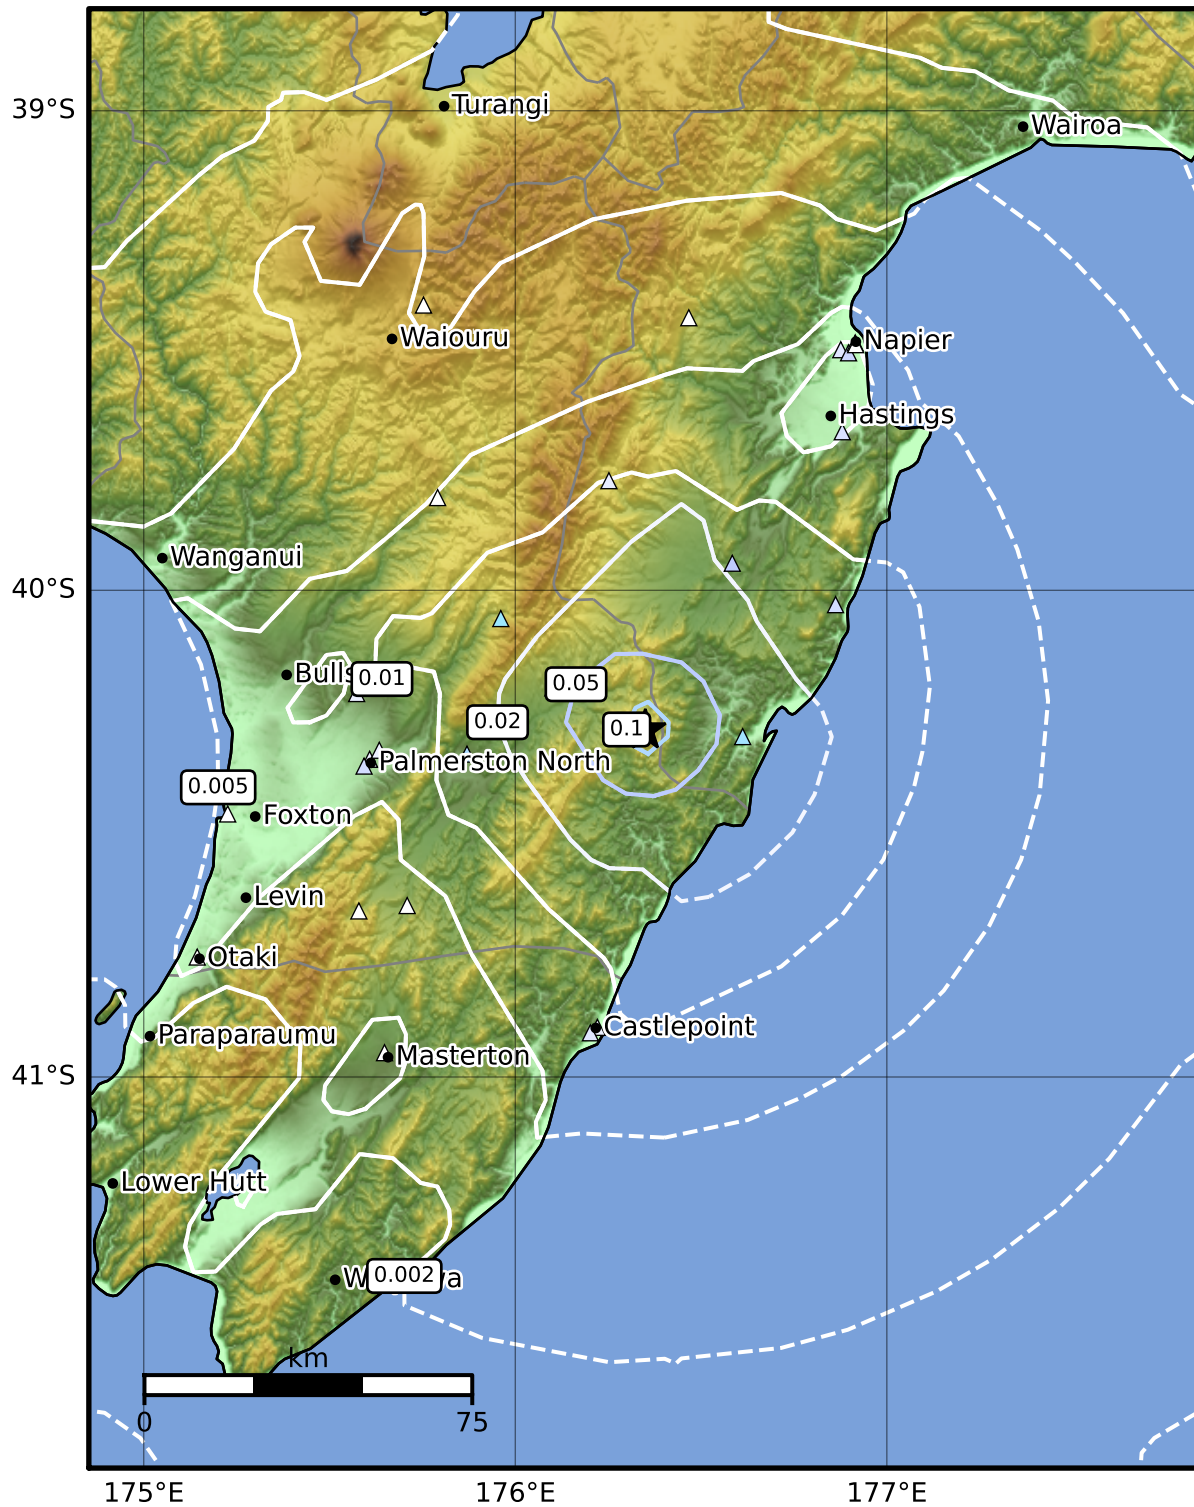 Turangi
39°S
Wairoa
Waiouru
Napier
Hastings
Wanganui
40°S
Bulls
0.01
0.05
0.02
0.1
Palmerston North
0.005
Foxton
Levin
Otaki
Castlepoint
Paraparaumu
Masterton
41°S
Lower Hutt
0.002
km
0
75
175°E
176°E
177°E